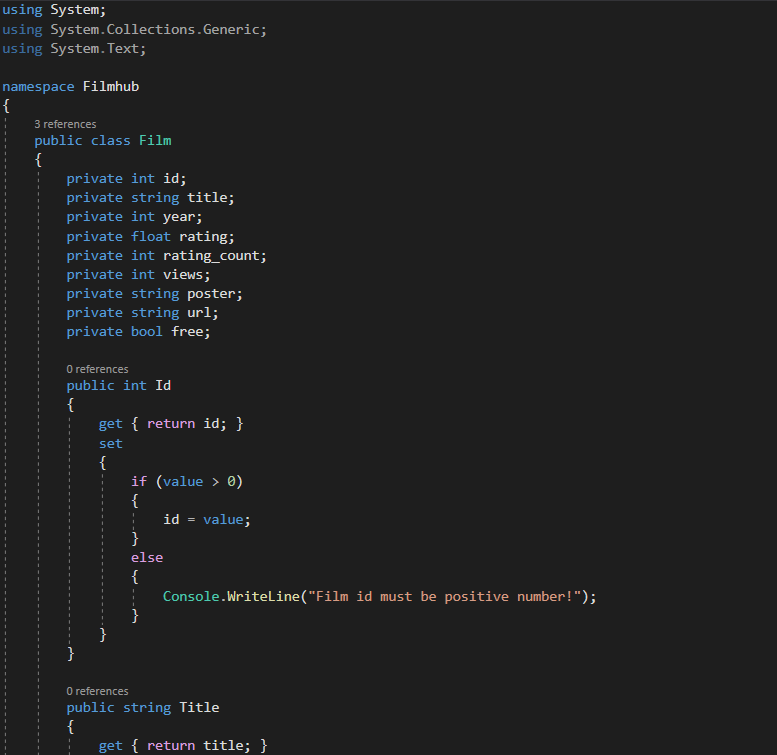 using System;
using System.Collections.Generic;
using System.Text;
namespace Filmhub
{
3 references
public class Film
{
private int id;
private string title;
private int year;
private float rating;
private int rating_count;
private int views;
private string poster;
private string url;
private bool free;
0 references
public int Id
{
get { return id; }
set
{
if (value > 0)
{
id = value;
}
else
{
Console.WriteLine("Film id must be positive number!");
}
}
}
0 references
public string Title
{
get { return title; }